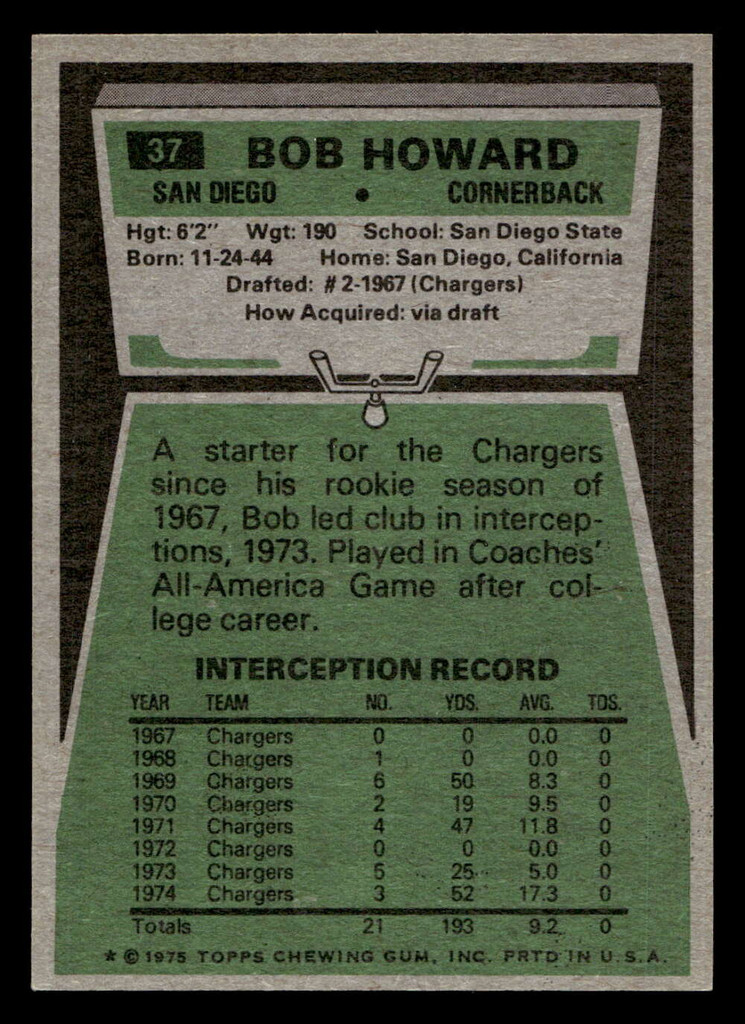 37 BOB HOWARD
SAN DIEGO • CORNERBACK
Hgt: 6'2" Wgt: 190 School: San Diego State
Born: 11-24-44 Home: San Diego, California
Drafted: #2-1967 (Chargers)
How Acquired: via draft
A starter for the Chargers
since his rookie season of
1967, Bob led club in intercep-
tions, 1973. Played in Coaches'
All-America Game after col-
lege career.
INTERCEPTION RECORD
YEAR TEAM NO. YDS. AVG. TDS.
1967 Chargers 0 0 0.0 0
1968 Chargers 1 0 0.0 0
1969 Chargers 6 50 8.3 0
1970 Chargers 2 19 9.5 0
1971 Chargers 4 47 11.8 0
1972 Chargers 0 0 0.0 0
1973 Chargers 5 25 5.0 0
1974 Chargers 3 52 17.3 0
Totals 21 193 9.2 0
★ © 1975 TOPPS CHEWING GUM, INC. PRTD IN U.S.A.